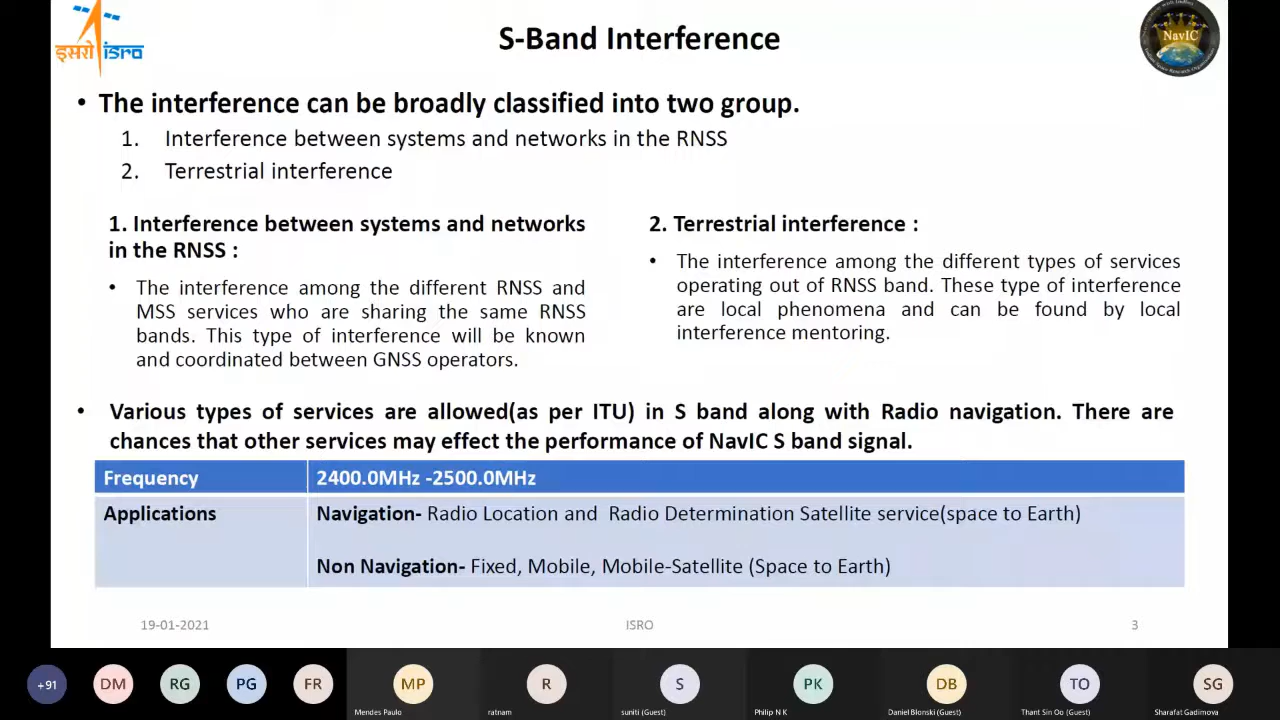 इसरो isro
S-Band Interference
NavIC
• The interference can be broadly classified into two group.
1. Interference between systems and networks in the RNSS
2. Terrestrial interference
1. Interference between systems and networks
in the RNSS :
• The interference among the different RNSS and
MSS services who are sharing the same RNSS
bands. This type of interference will be known
and coordinated between GNSS operators.
2. Terrestrial interference :
• The interference among the different types of services
operating out of RNSS band. These type of interference
are local phenomena and can be found by local
interference mentoring.
• Various types of services are allowed(as per ITU) in S band along with Radio navigation. There are
chances that other services may effect the performance of NavIC S band signal.
Frequency 2400.0MHz -2500.0MHz
Applications Navigation- Radio Location and Radio Determination Satellite service(space to Earth)
Non Navigation- Fixed, Mobile, Mobile-Satellite (Space to Earth)
19-01-2021 ISRO 3
+91 DM RG PG FR MP R S PK DB TO SG
Mendes Paulo ratnam suniti (Guest) Philip N K Daniel Blonski (Guest) Thant Sin Oo (Guest) Sharafat Gadimova